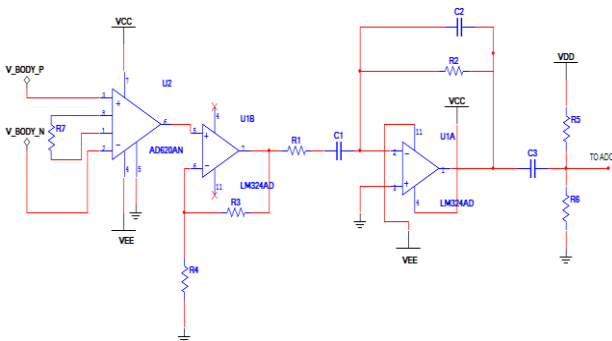 C2
VCC
R2
VDD
V_BODY_P
U2
VCC
7
3
+
U1B
4
R5
8
6
R1
C1
11
U1A
V_BODY_N
R7
5
+
7
2
−
1
C3
TO ADC
1
−
AD620AN
6
−
3
+
2
4
5
11
LM324AD
4
LM324AD
R6
R3
VEE
VEE
R4